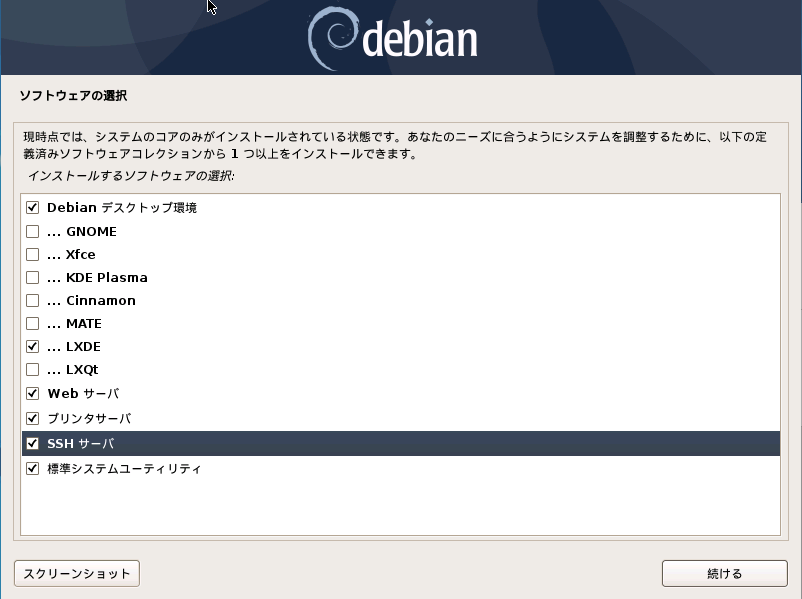 debian
ソフトウェアの選択
現時点では、システムのコアのみがインストールされている状態です。あなたのニーズに合うようにシステムを調整するために、以下の定
義済みソフトウェアコレクションから 1 つ以上をインストールできます。
インストールするソフトウェアの選択:
Debian デスクトップ環境
... GNOME
... Xfce
... KDE Plasma
... Cinnamon
... MATE
... LXDE
... LXQt
Web サーバ
プリンタサーバ
SSH サーバ
標準システムユーティリティ
スクリーンショット
続ける